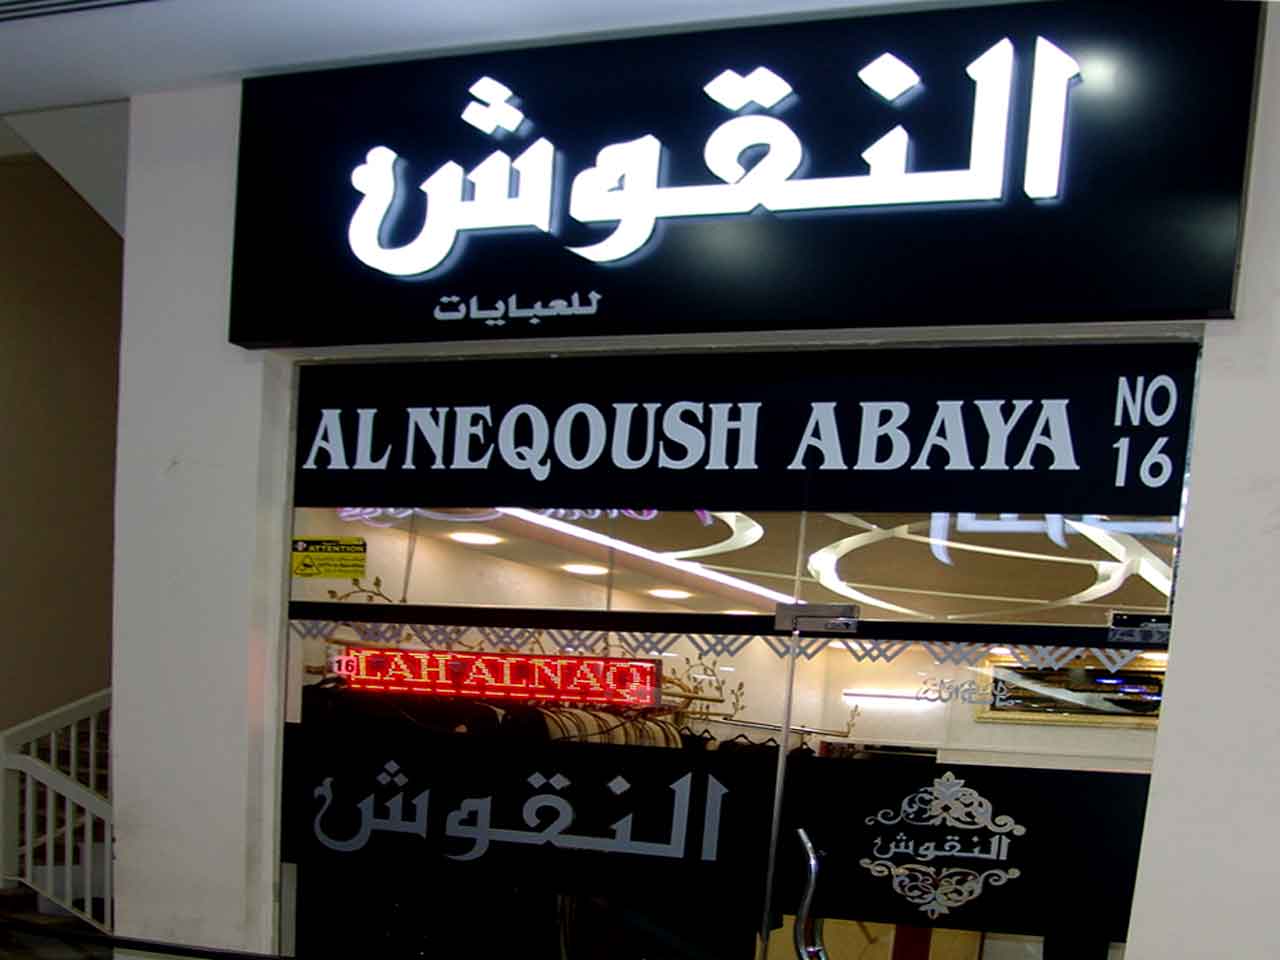 النقوش
للعبايات
AL NEQOUSH ABAYA
NO
16
ATTENTION
16
LAH ALNAQ
النقوش
النقوش